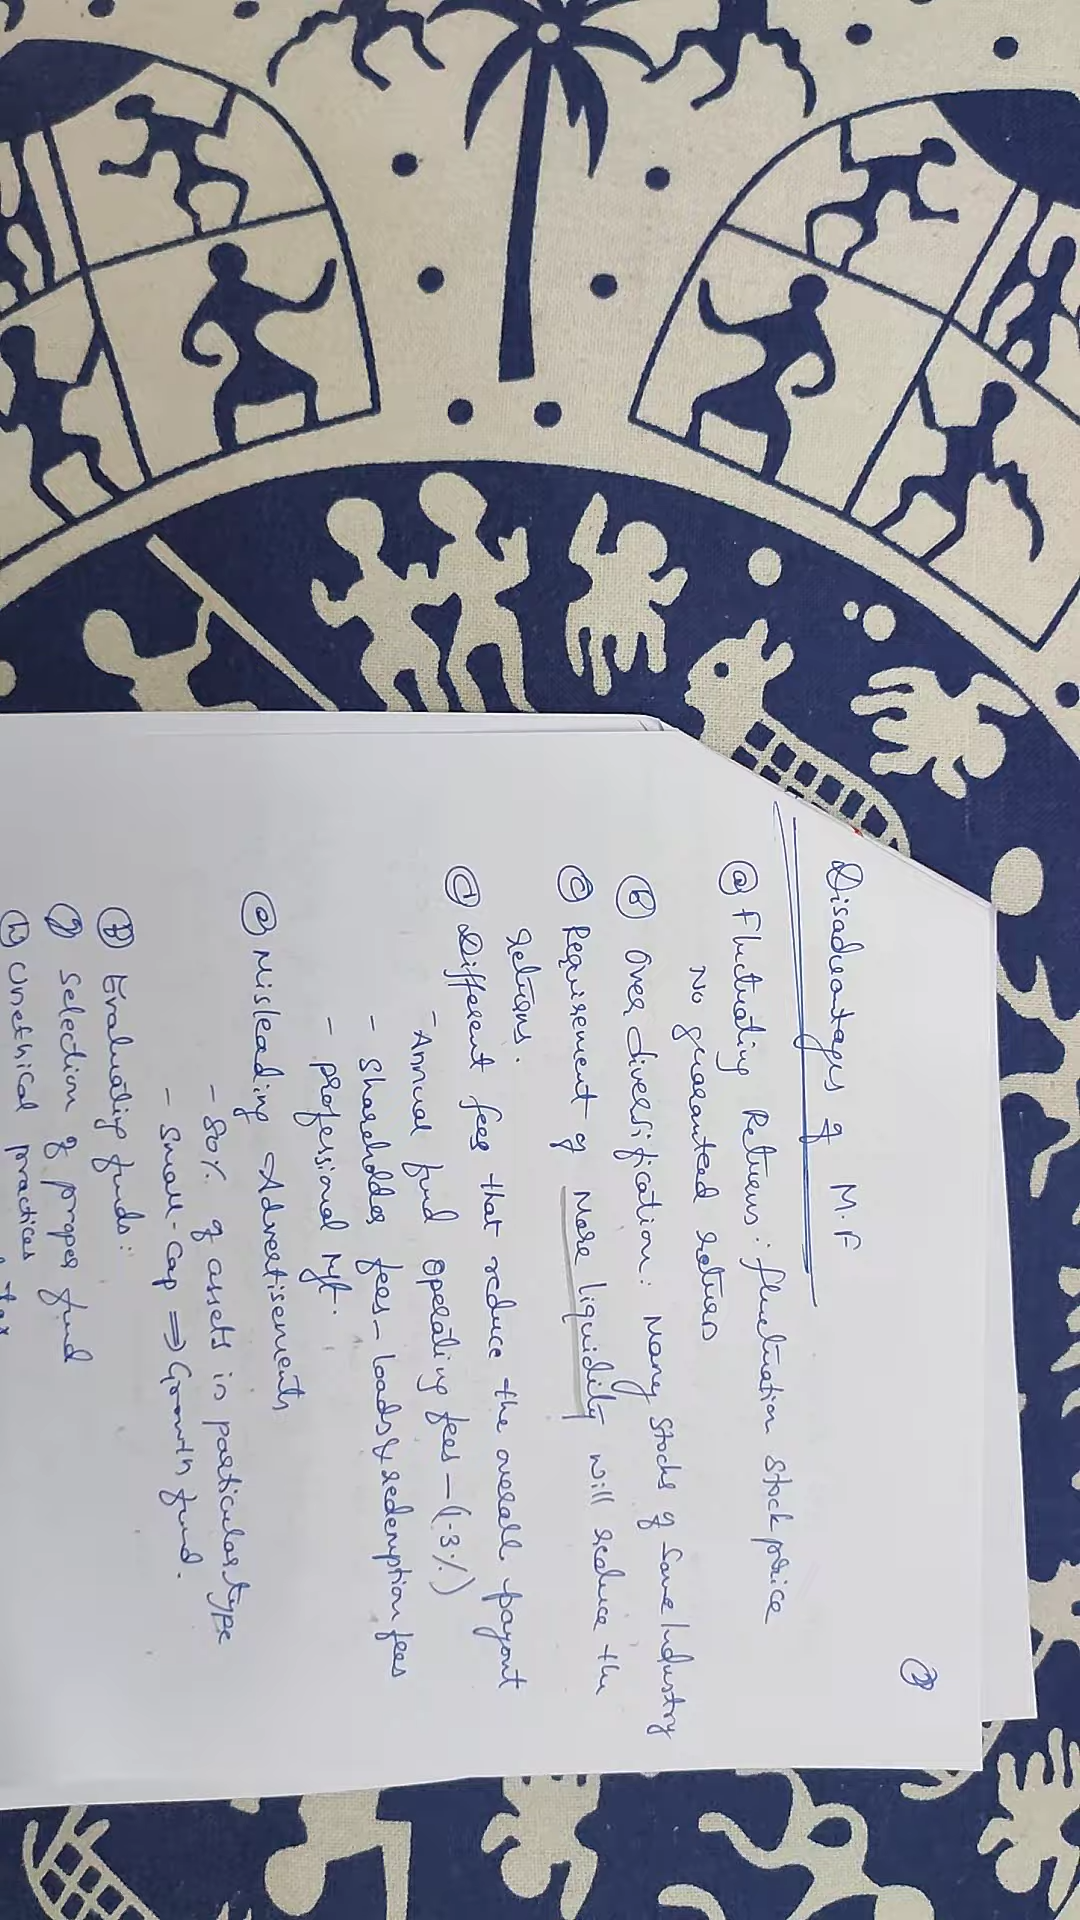 7
Disadvantages of M.F
(a) Fluctuating Returns: fluctuation stock price
No guaranteed returns
(b) Over diversification: Many stocks of same Industry
(c) Requirement of More liquidity will reduce the
returns.
(d) Different fees that reduce the overall payout
- Annual fund operating fees - (1-3%)
- Shareholder fees - loads & redemption fees
- professional Mgt.
(e) Misleading Advertisements
- 80% of assets in particular type
- Small-cap ⇒ Growth fund.
(f) Evaluating funds:
(g) Selection of proper fund
(h) Unethical practices